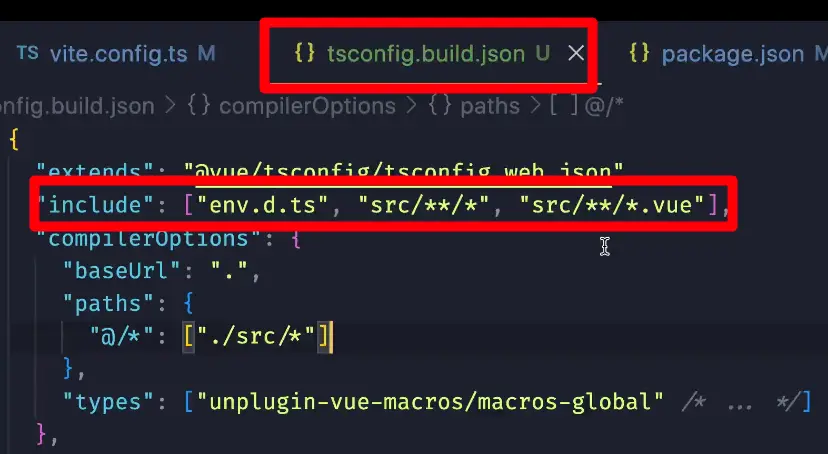 TS vite.config.ts M {} tsconfig.build.json U × {} package.json M
onfig.build.json > {} compilerOptions > {} paths > [ ] @/*
{
"extends": "@vue/tsconfig/tsconfig.web.json"
"include": ["env.d.ts", "src/**/*", "src/**/*.vue"],
"compilerOptions": {
"baseUrl": ".",
"paths": {
"@/*": ["./src/*"]
},
"types": ["unplugin-vue-macros/macros-global" /* ... */]
},